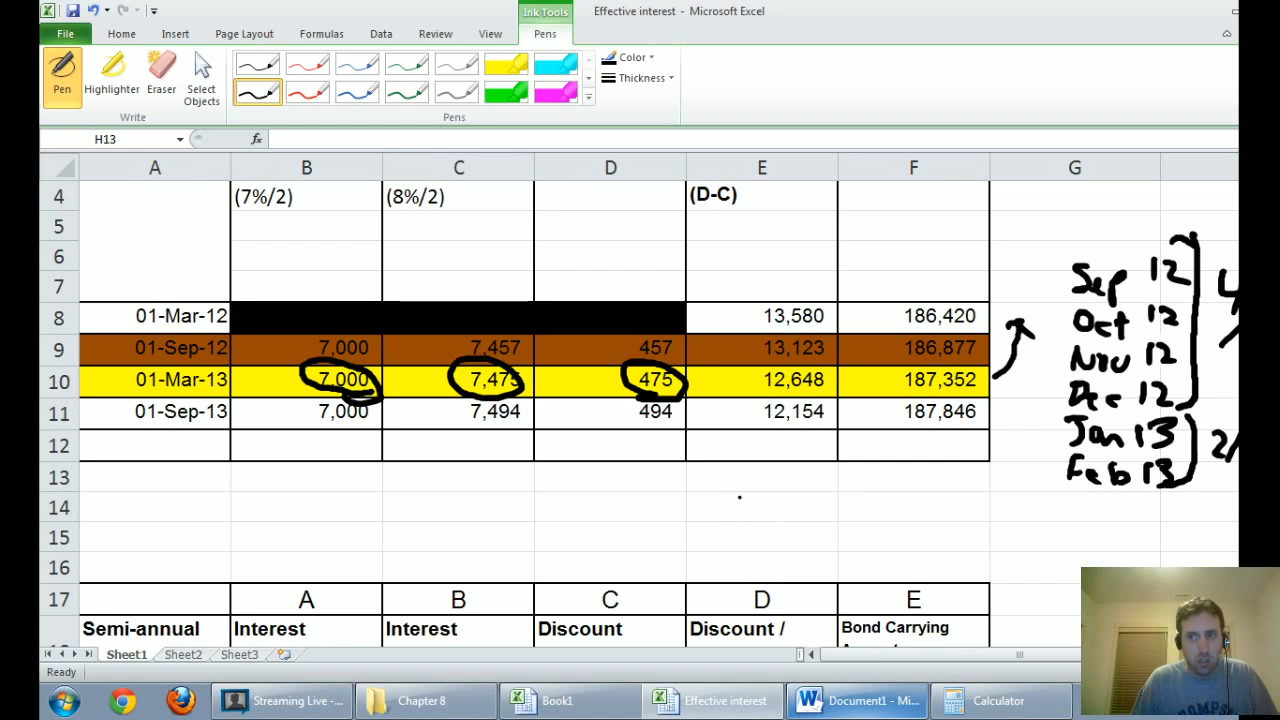 Ink Tools
Effective interest - Microsoft Excel
File Home Insert Page Layout Formulas Data Review View Pens
Pen Highlighter Eraser Select Objects
Color
Thickness
Write Pens
H13 fx
A B C D E F G
4 (7%/2) (8%/2) (D-C)
5
6
7
8 01-Mar-12 13,580 186,420
9 01-Sep-12 7,000 7,457 457 13,123 186,877
10 01-Mar-13 7,000 7,475 475 12,648 187,352
11 01-Sep-13 7,000 7,494 494 12,154 187,846
12
13
14
15
16
17 A B C D E
Semi-annual Interest Interest Discount Discount / Bond Carrying
Sep 12
Oct 12
Nov 12
Dec 12
Jan 13
Feb 13
2/
Sheet1 Sheet2 Sheet3
Ready
Streaming Live -... Chapter 8 Book1 Effective interest Document1 - Mi... Calculator